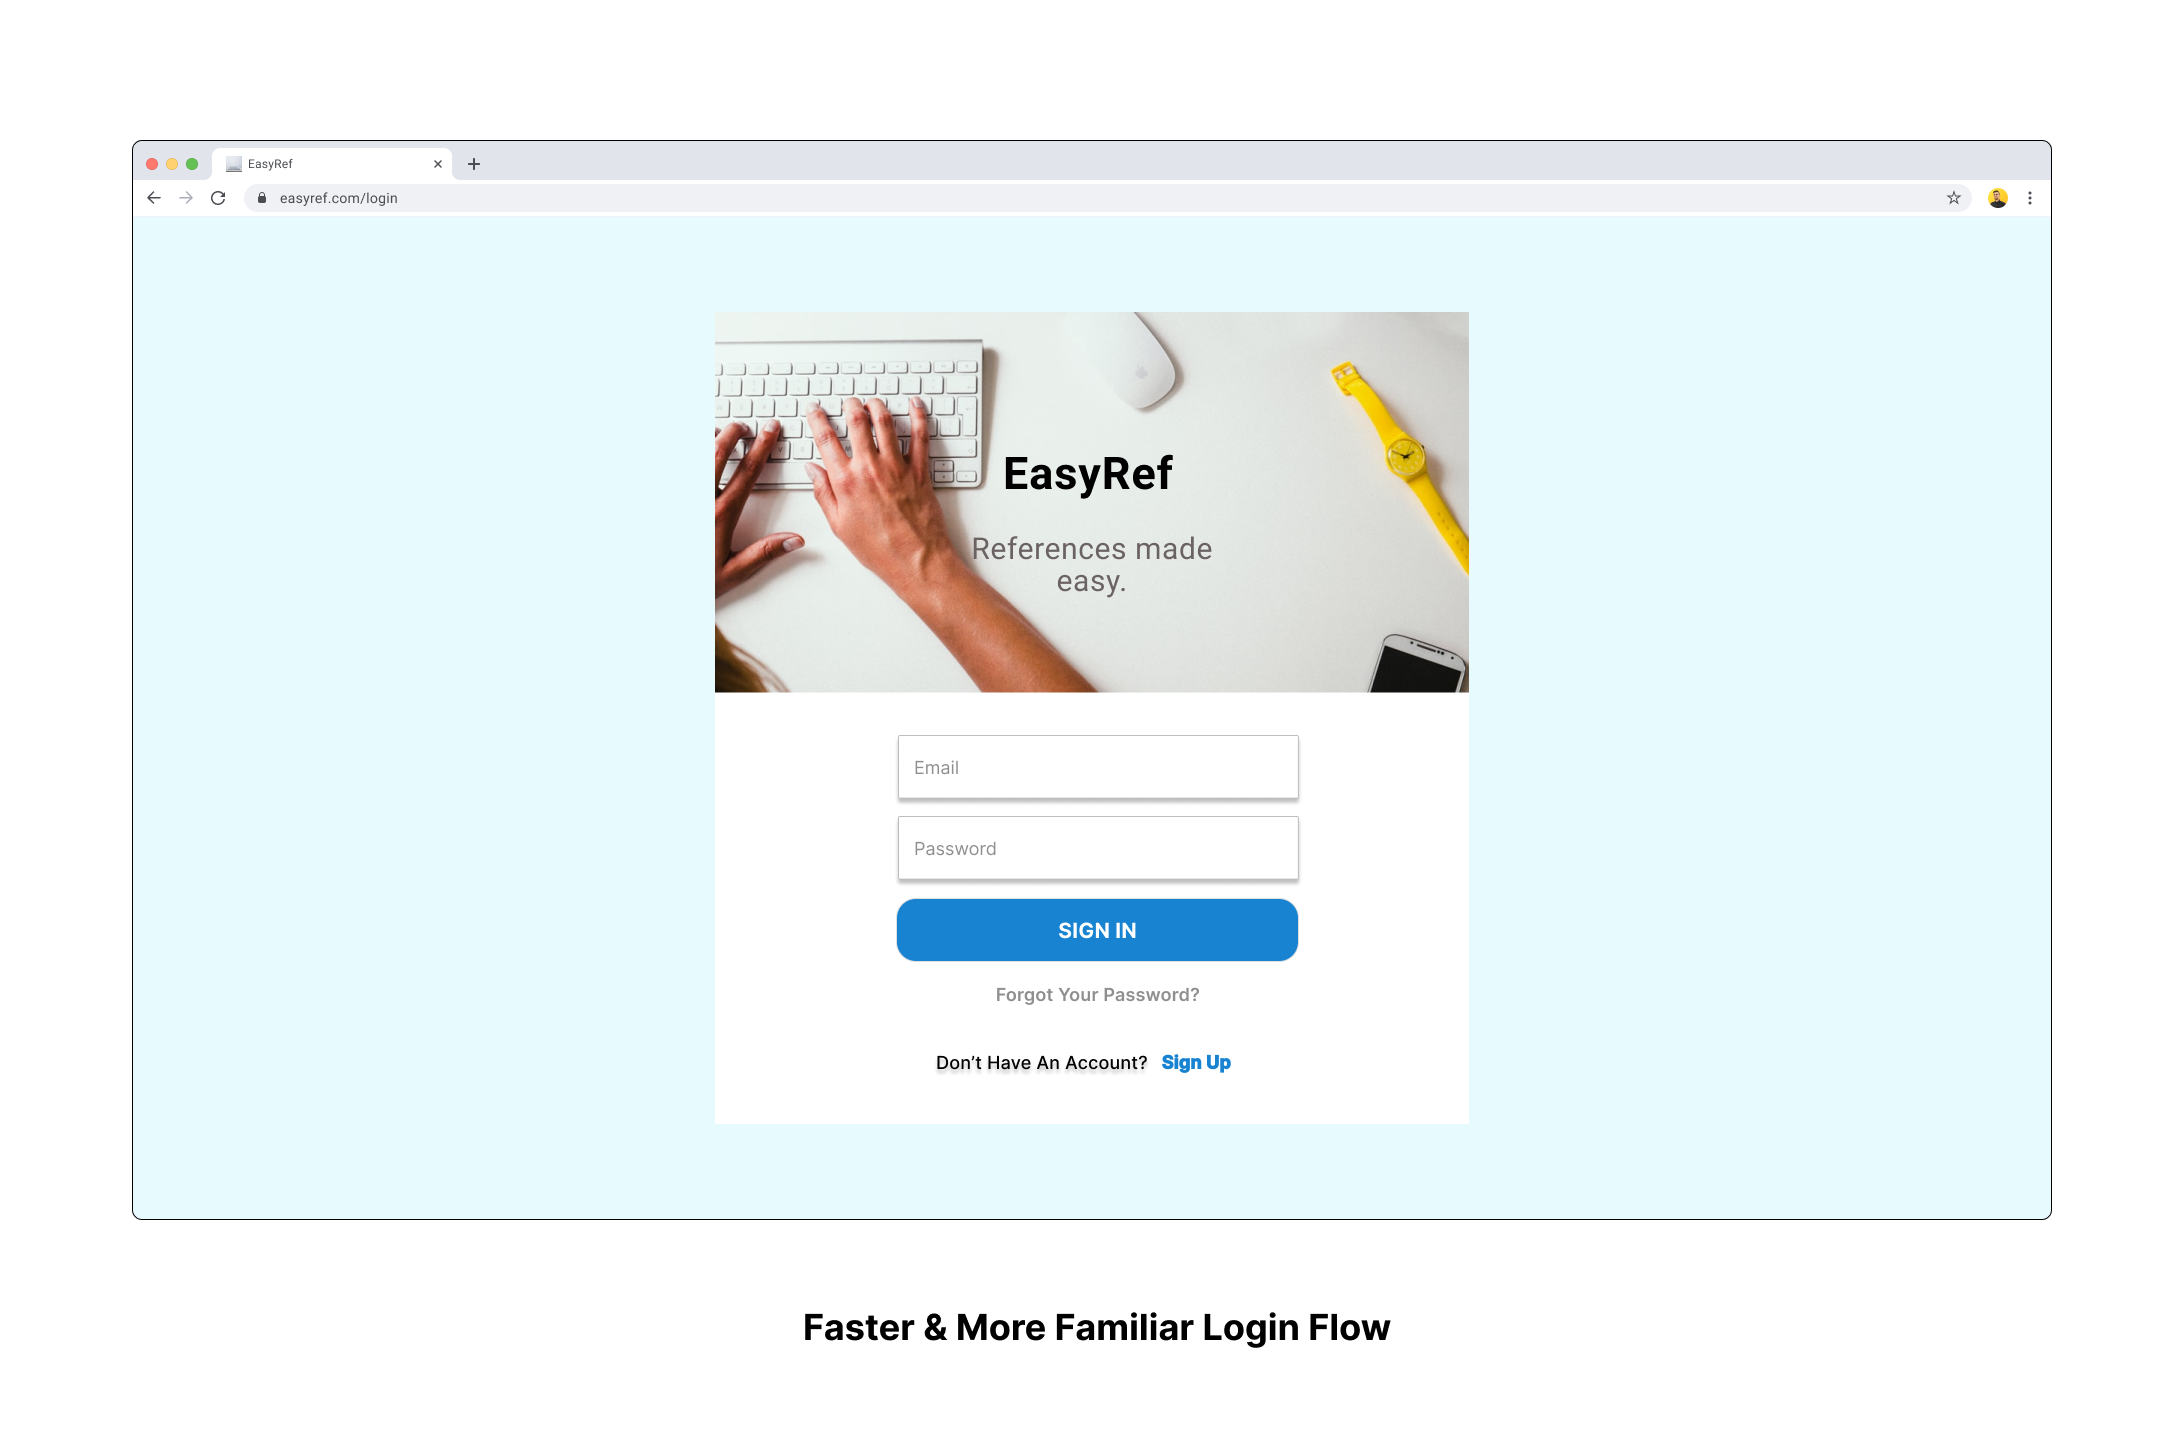 EasyRef
easyref.com/login
EasyRef
References made
easy.
Email
Password
SIGN IN
Forgot Your Password?
Don’t Have An Account? Sign Up
Faster & More Familiar Login Flow